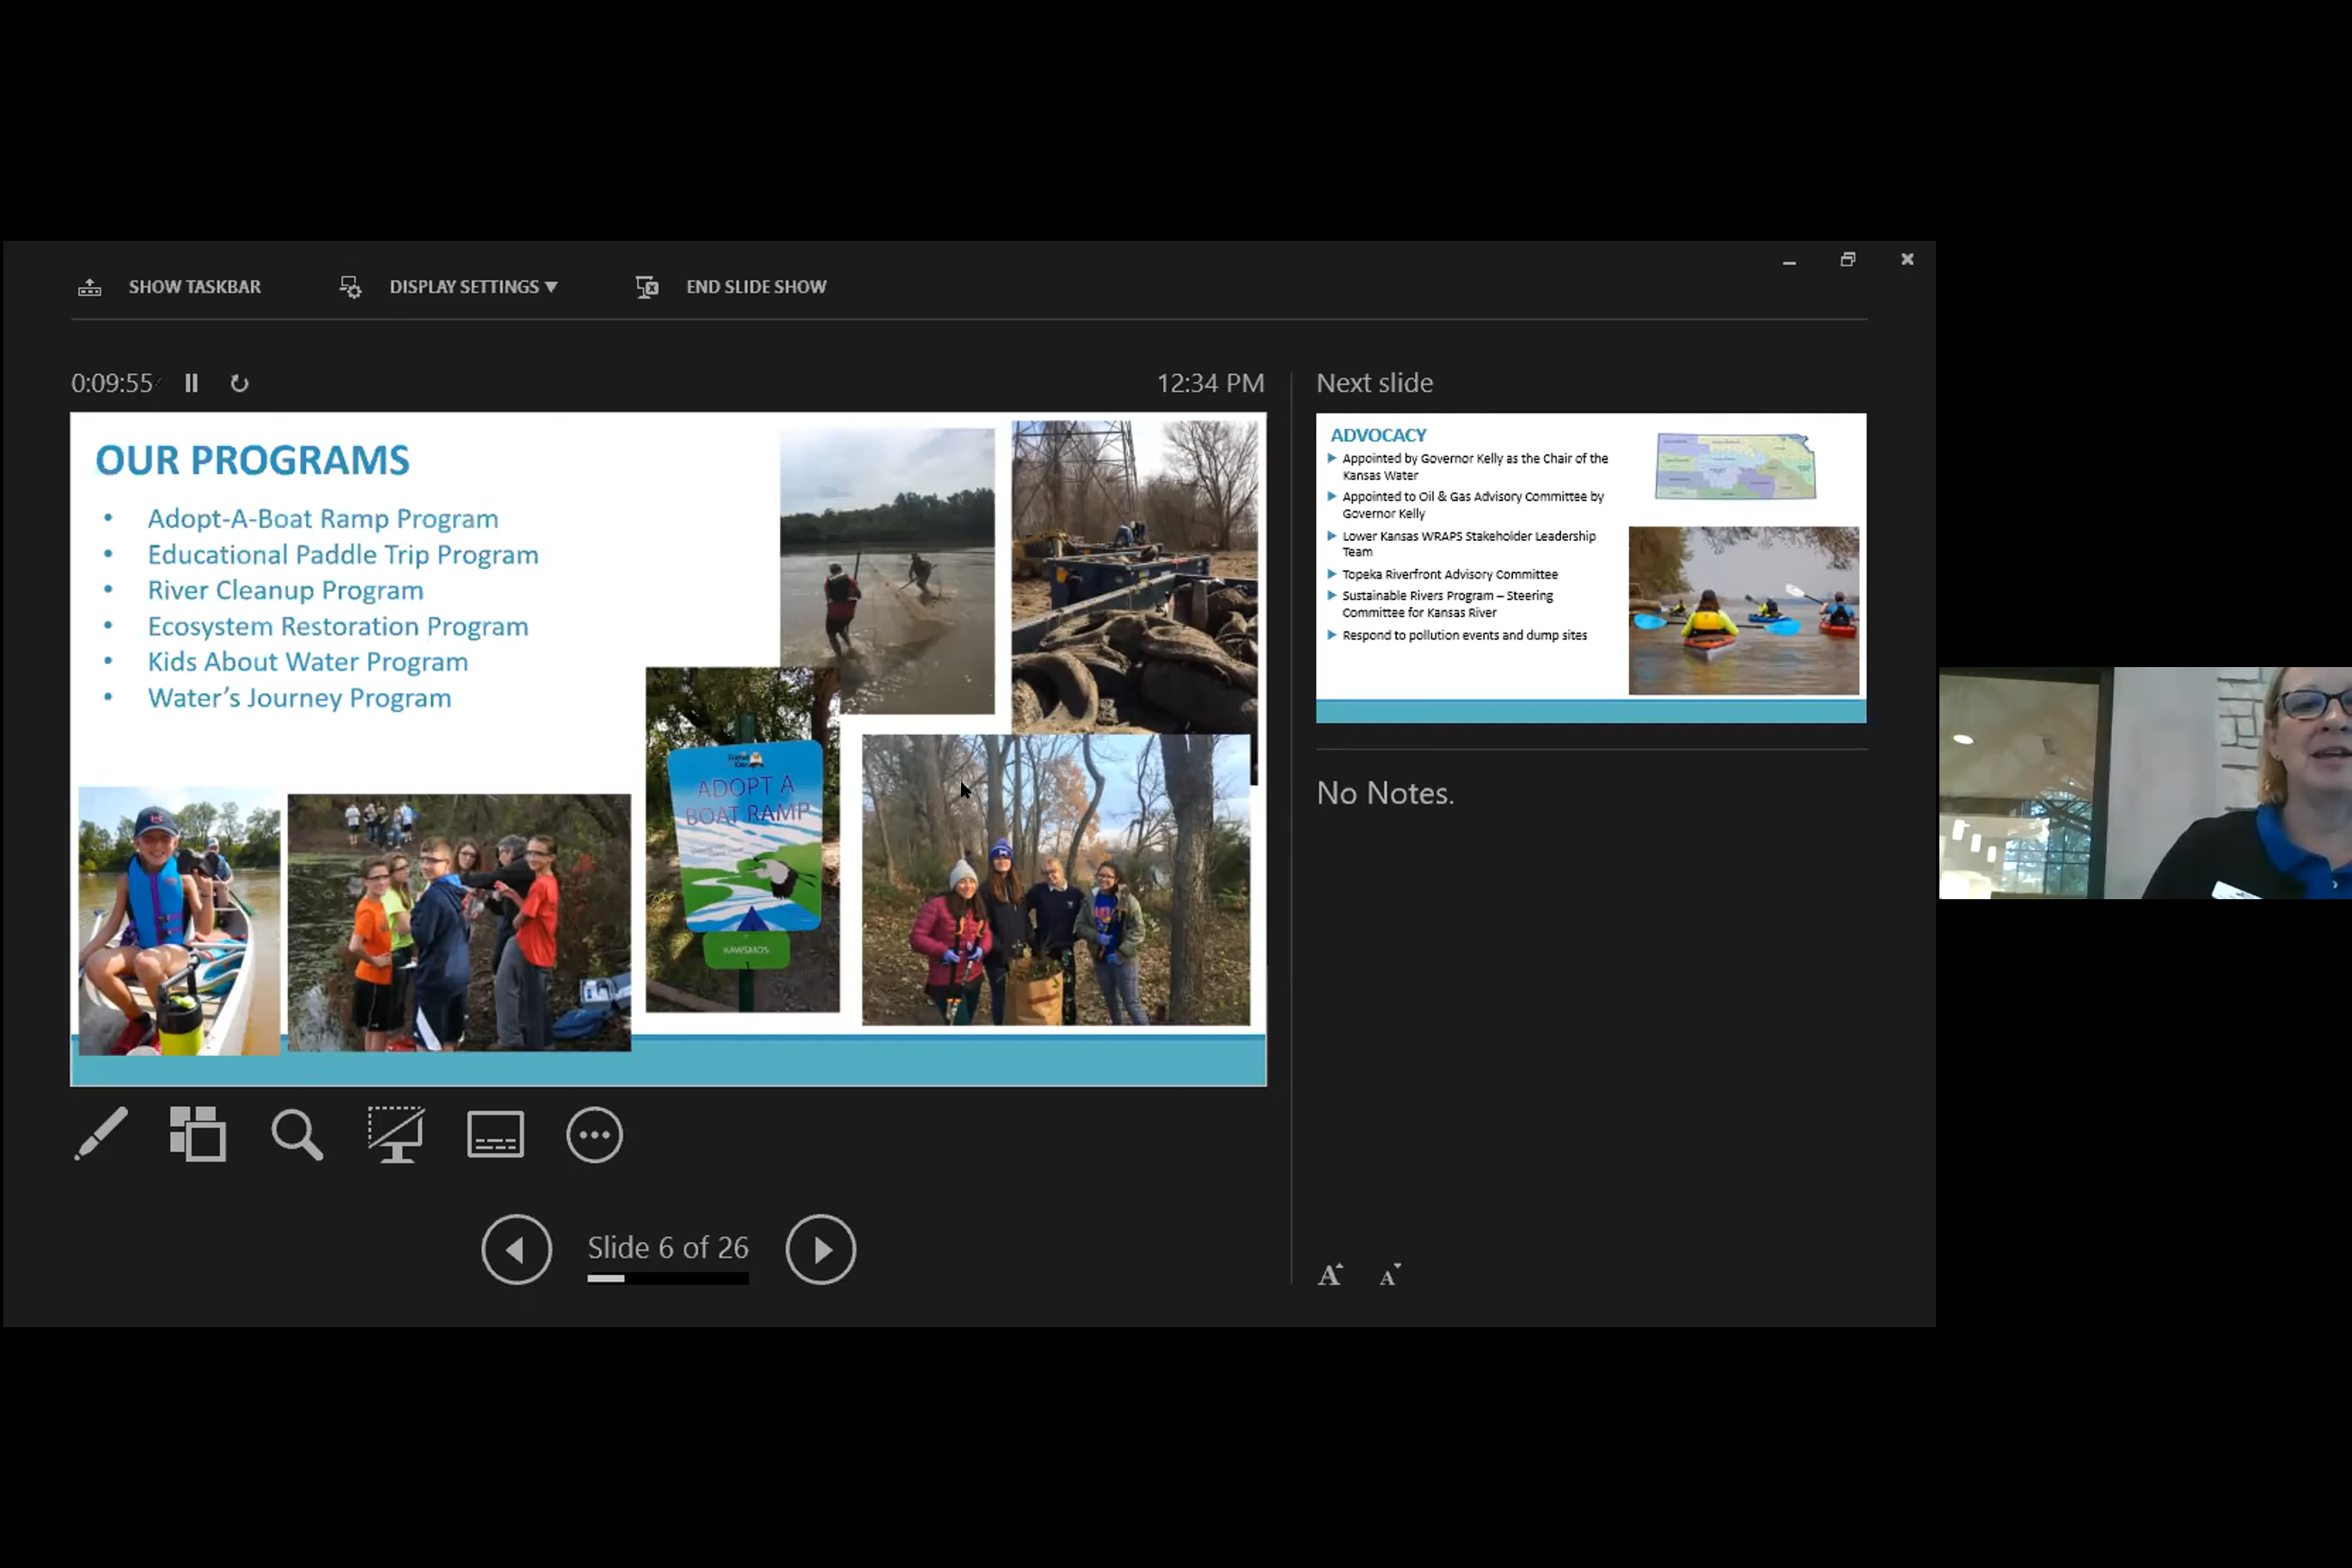 SHOW TASKBAR
DISPLAY SETTINGS ▼
END SLIDE SHOW
0:09:55
12:34 PM
OUR PROGRAMS
• Adopt-A-Boat Ramp Program
• Educational Paddle Trip Program
• River Cleanup Program
• Ecosystem Restoration Program
• Kids About Water Program
• Water's Journey Program
ADOPT A
BOAT RAMP
KAWSMOS
Next slide
ADVOCACY
Appointed by Governor Kelly as the Chair of the
Kansas Water
Appointed to Oil & Gas Advisory Committee by
Governor Kelly
Lower Kansas WRAPS Stakeholder Leadership
Team
Topeka Riverfront Advisory Committee
Sustainable Rivers Program – Steering
Committee for Kansas River
Respond to pollution events and dump sites
No Notes.
Slide 6 of 26
A A